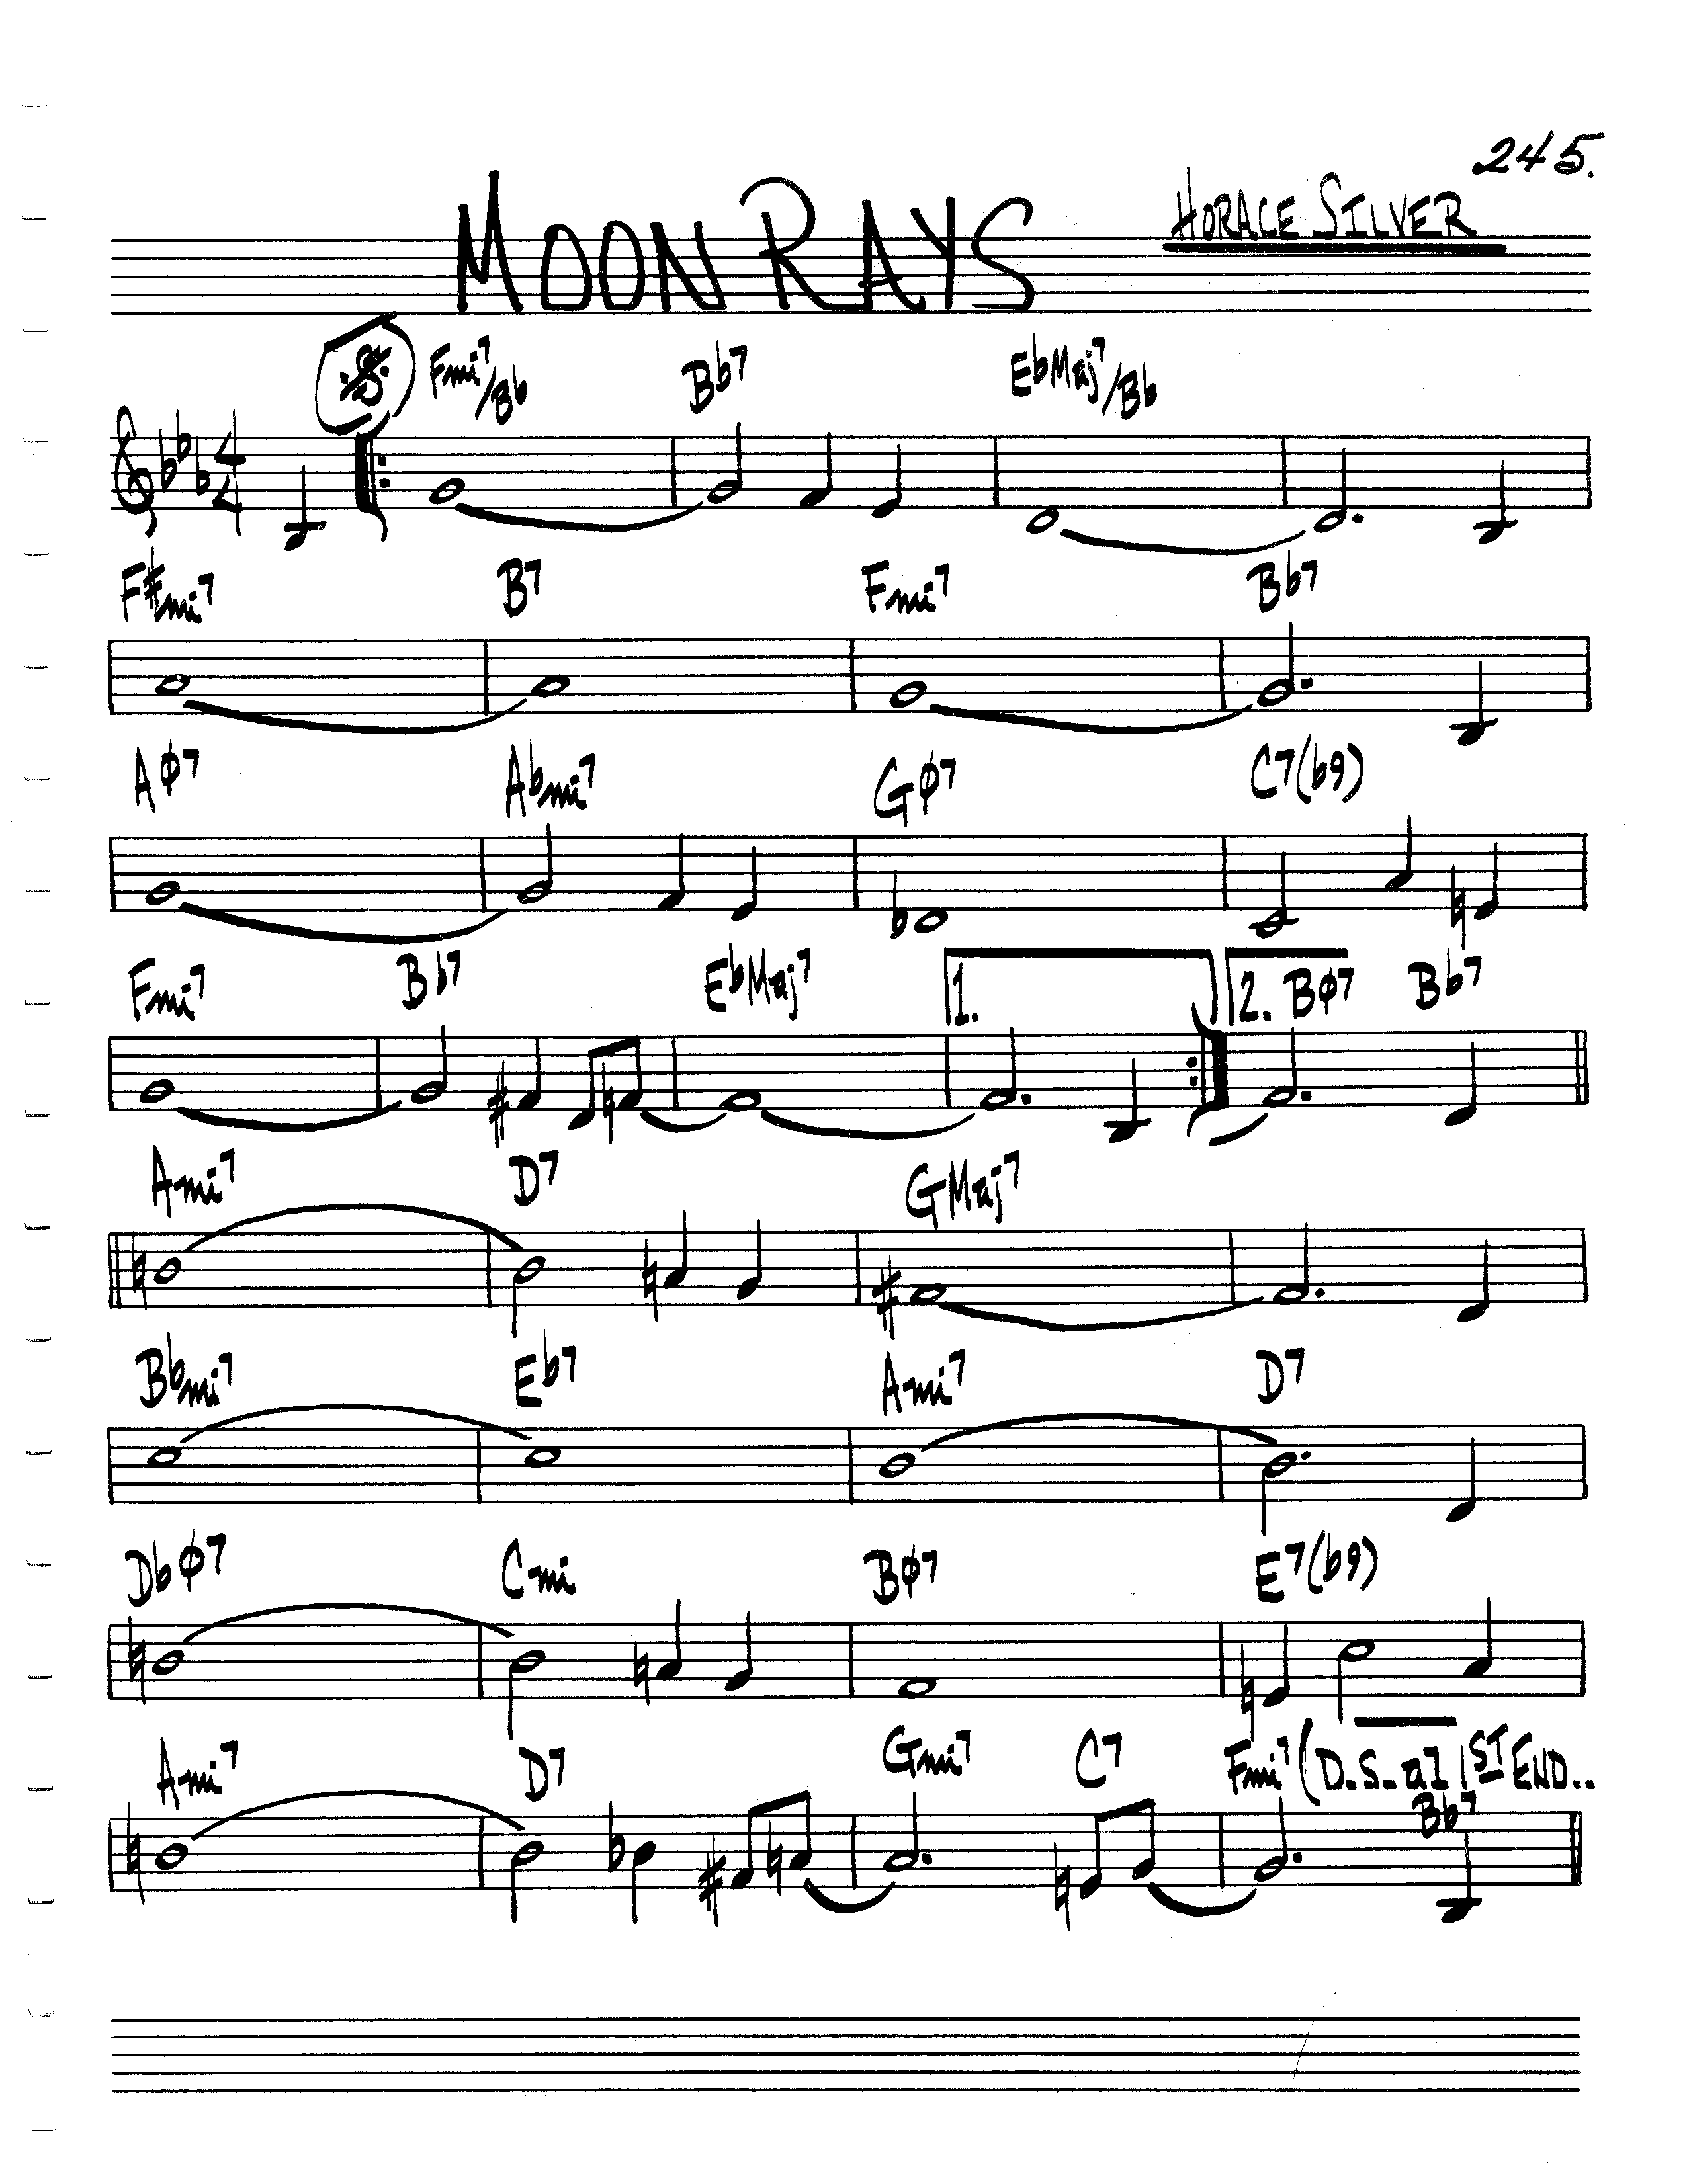 245.
MOON RAYS
HORACE SILVER
Fmi7/Bb Bb7 EbMaj7/Bb
4/4
F#mi7 B7 Fmi7 Bb7
Aø7 Abmi7 Gø7 C7(b9)
Fmi7 Bb7 EbMaj7 1. 2. Bø7 Bb7
Ami7 D7 GMaj7
Bbmi7 Eb7 Ami7 D7
Dbø7 Cmi Bø7 E7(b9)
Ami7 D7 Gmi7 C7 Fmi7 (D.S. al 1ST END..
Bb7